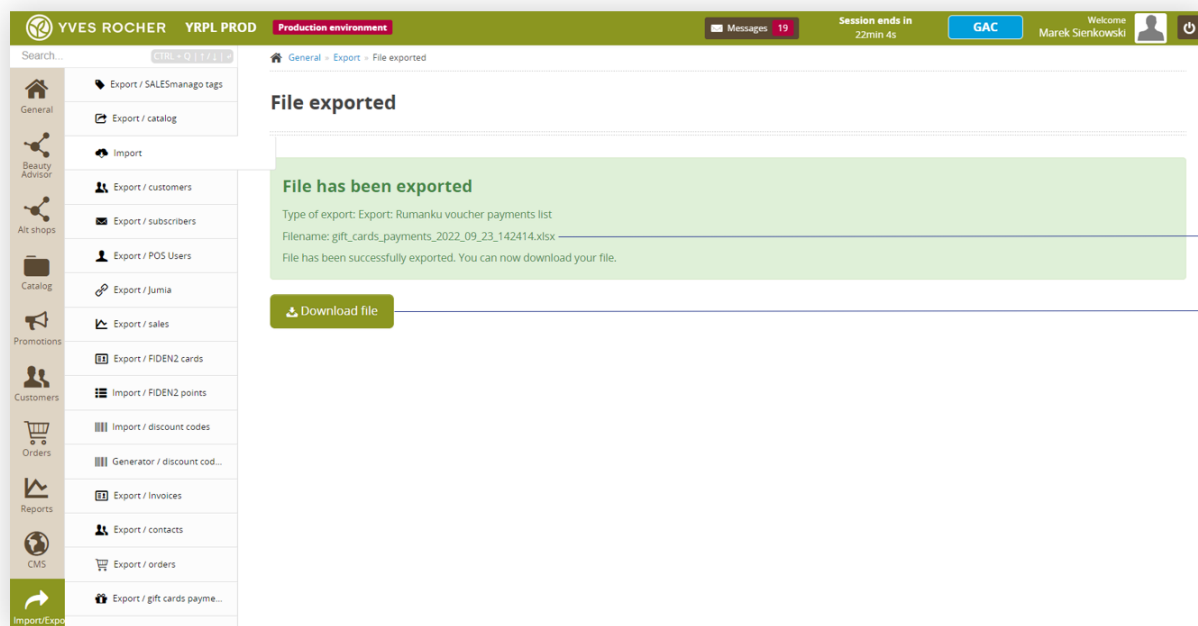 YVES ROCHER YRPL PROD Production environment Messages 19 Session ends in GAC Welcome
22min 4s Marek Sienkowski
Search...
General » Export » File exported
General
Beauty
Advisor
Alt shops
Catalog
Promotions
Customers
Orders
Reports
CMS
Import/Expo
Export / SALESmanago tags
Export / catalog
Import
Export / customers
Export / subscribers
Export / POS Users
Export / Jumia
Export / sales
Export / FIDEN2 cards
Import / FIDEN2 points
Import / discount codes
Generator / discount cod...
Export / Invoices
Export / contacts
Export / orders
Export / gift cards payme...
File exported
File has been exported
Type of export: Export: Rumanku voucher payments list
Filename: gift_cards_payments_2022_09_23_142414.xlsx
File has been successfully exported. You can now download your file.
Download file